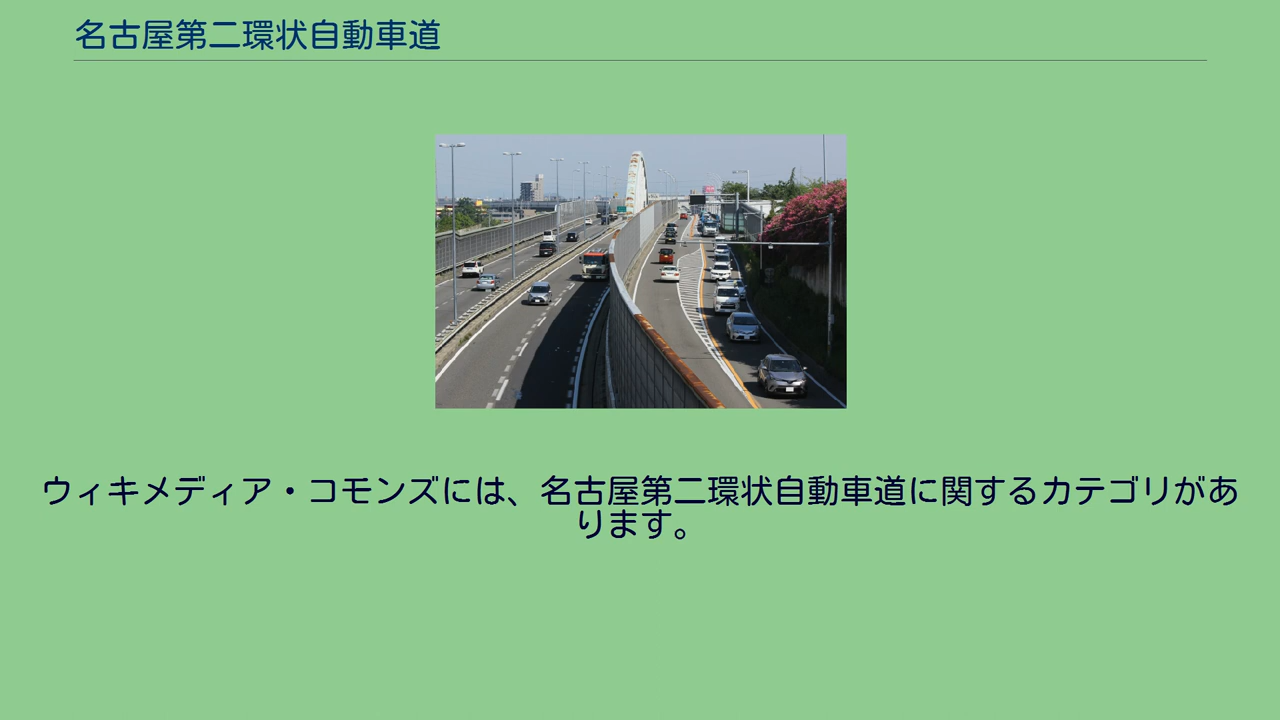 名古屋第二環状自動車道
ウィキメディア・コモンズには、名古屋第二環状自動車道に関するカテゴリがあ
ります。